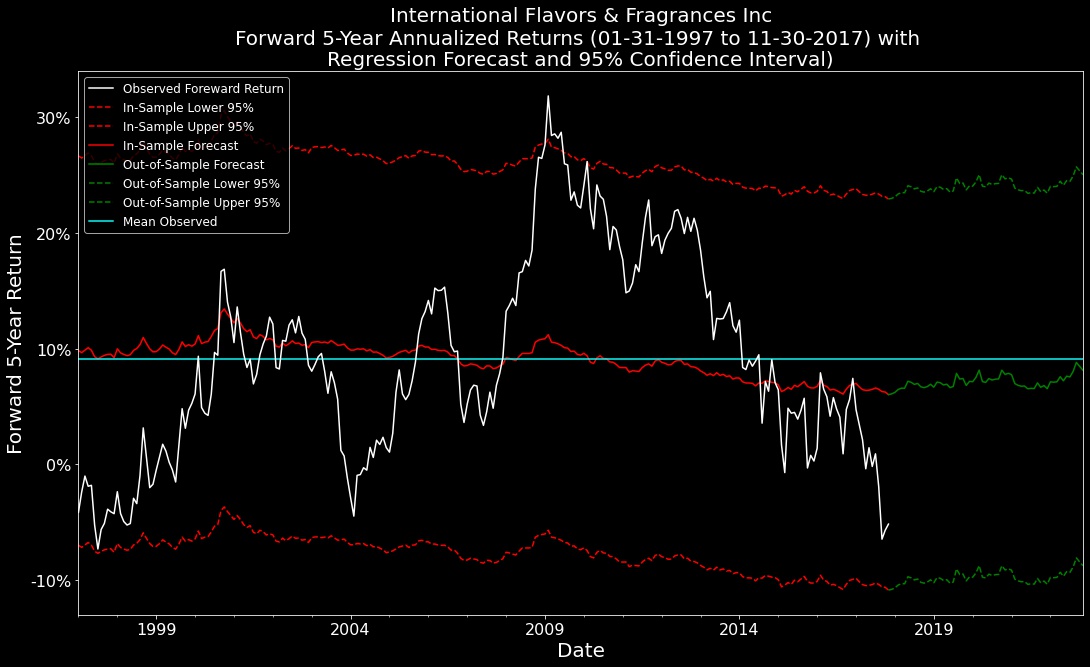 International Flavors & Fragrances Inc
Forward 5-Year Annualized Returns (01-31-1997 to 11-30-2017) with
Regression Forecast and 95% Confidence Interval)
Observed Foreward Return
In-Sample Lower 95%
In-Sample Upper 95%
In-Sample Forecast
Out-of-Sample Forecast
Out-of-Sample Lower 95%
Out-of-Sample Upper 95%
Mean Observed
Forward 5-Year Return
30%
20%
10%
0%
-10%
1999
2004
2009
2014
2019
Date